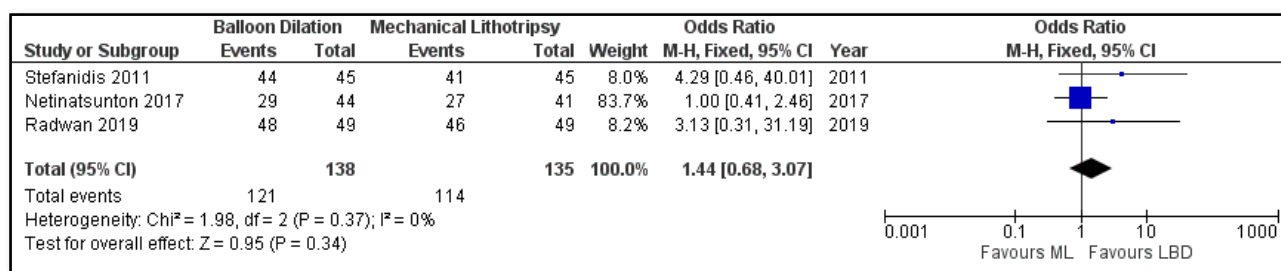 Balloon Dilation Mechanical Lithotripsy Odds Ratio Odds Ratio
Study or Subgroup Events Total Events Total Weight M-H, Fixed, 95% CI Year M-H, Fixed, 95% CI
Stefanidis 2011 44 45 41 45 8.0% 4.29 [0.46, 40.01] 2011
Netinatsunton 2017 29 44 27 41 83.7% 1.00 [0.41, 2.46] 2017
Radwan 2019 48 49 46 49 8.2% 3.13 [0.31, 31.19] 2019
Total (95% CI) 138 135 100.0% 1.44 [0.68, 3.07]
Total events 121 114
Heterogeneity: Chi² = 1.98, df = 2 (P = 0.37); I² = 0%
Test for overall effect: Z = 0.95 (P = 0.34)
0.001 0.1 1 10 1000
Favours ML Favours LBD